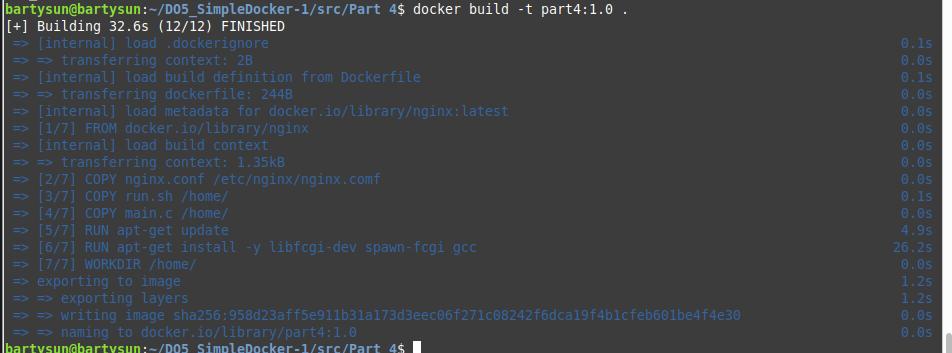 bartysun@bartysun:~/DO5_SimpleDocker-1/src/Part 4$ docker build -t part4:1.0 .
[+] Building 32.6s (12/12) FINISHED
=> [internal] load .dockerignore 0.1s
=> => transferring context: 2B 0.0s
=> [internal] load build definition from Dockerfile 0.1s
=> => transferring dockerfile: 244B 0.0s
=> [internal] load metadata for docker.io/library/nginx:latest 0.0s
=> [1/7] FROM docker.io/library/nginx 0.0s
=> [internal] load build context 0.0s
=> => transferring context: 1.35kB 0.0s
=> [2/7] COPY nginx.conf /etc/nginx/nginx.comf 0.0s
=> [3/7] COPY run.sh /home/ 0.1s
=> [4/7] COPY main.c /home/ 0.0s
=> [5/7] RUN apt-get update 4.9s
=> [6/7] RUN apt-get install -y libfcgi-dev spawn-fcgi gcc 26.2s
=> [7/7] WORKDIR /home/ 0.0s
=> exporting to image 1.2s
=> => exporting layers 1.2s
=> => writing image sha256:958d23aff5e911b31a173d3eec06f271c08242f6dca19f4b1cfeb601be4f4e30 0.0s
=> => naming to docker.io/library/part4:1.0 0.0s
bartysun@bartysun:~/DO5_SimpleDocker-1/src/Part 4$